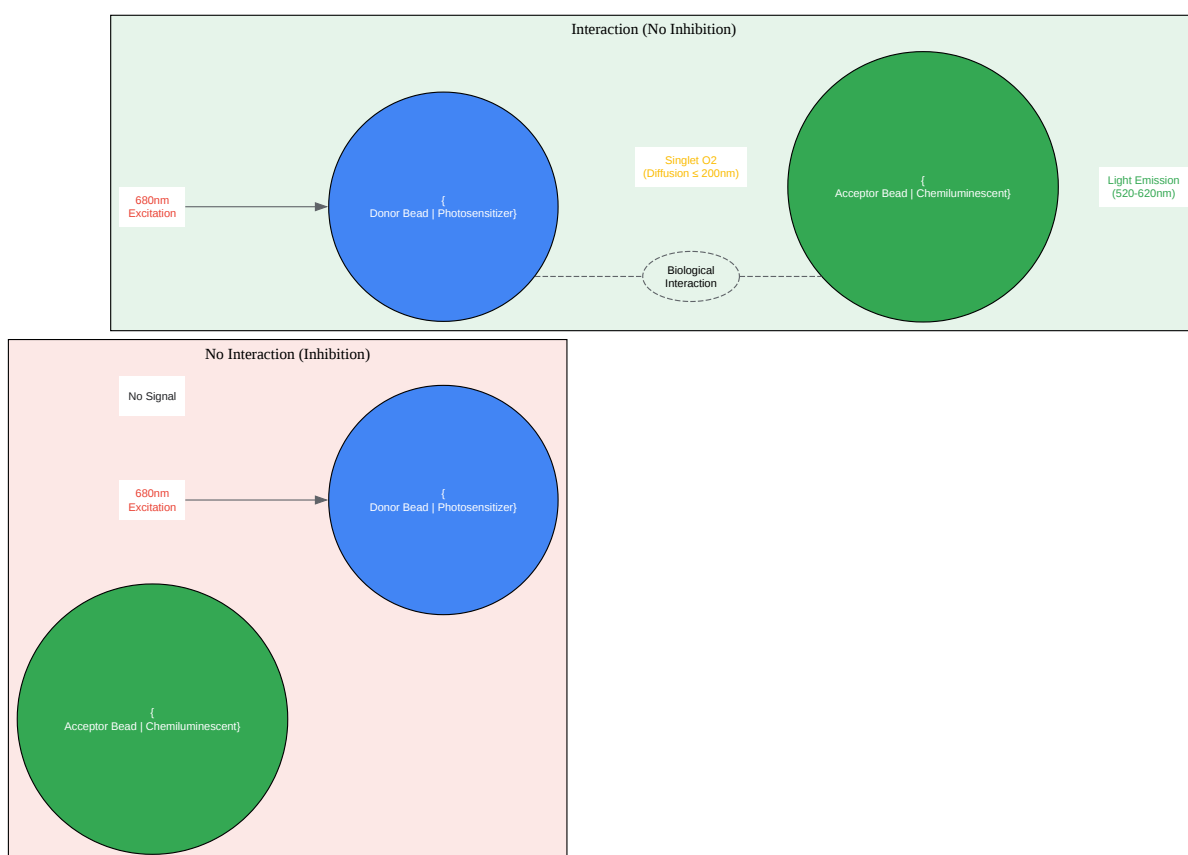 Interaction (No Inhibition)
680nm
Excitation
{
Donor Bead | Photosensitizer}
Singlet O2
(Diffusion ≤ 200nm)
Biological
Interaction
{
Acceptor Bead | Chemiluminescent}
Light Emission
(520-620nm)
No Interaction (Inhibition)
No Signal
680nm
Excitation
{
Donor Bead | Photosensitizer}
{
Acceptor Bead | Chemiluminescent}